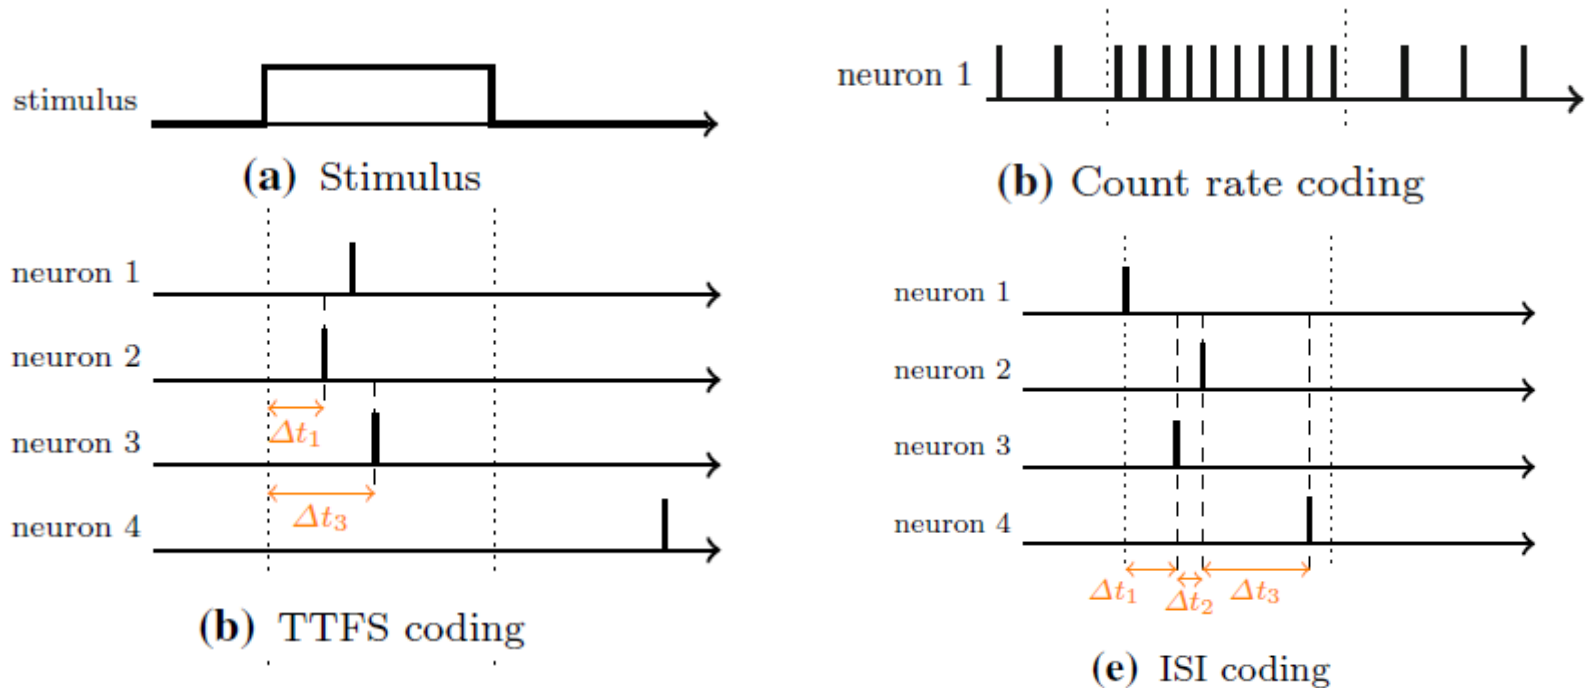 stimulus
(a) Stimulus
neuron 1
(b) Count rate coding
neuron 1
neuron 2
Δt₁
neuron 3
Δt₃
neuron 4
(b) TTFS coding
neuron 1
neuron 2
neuron 3
neuron 4
Δt₁ Δt₂ Δt₃
(e) ISI coding